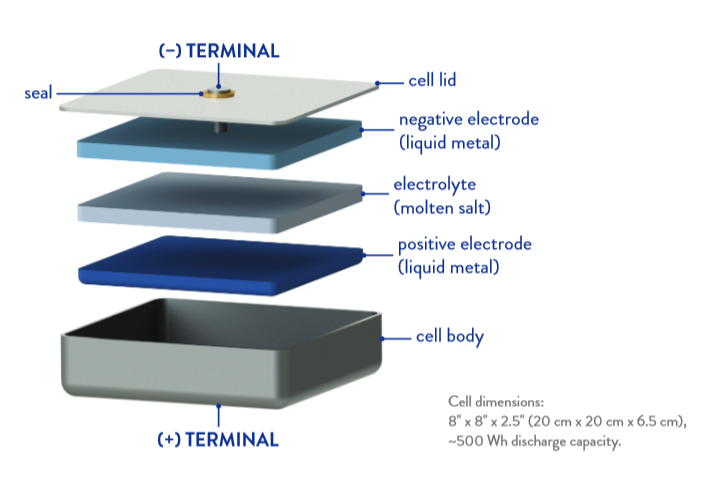 (−) TERMINAL
seal
cell lid
negative electrode
(liquid metal)
electrolyte
(molten salt)
positive electrode
(liquid metal)
cell body
(+) TERMINAL
Cell dimensions:
8" x 8" x 2.5" (20 cm x 20 cm x 6.5 cm),
~500 Wh discharge capacity.